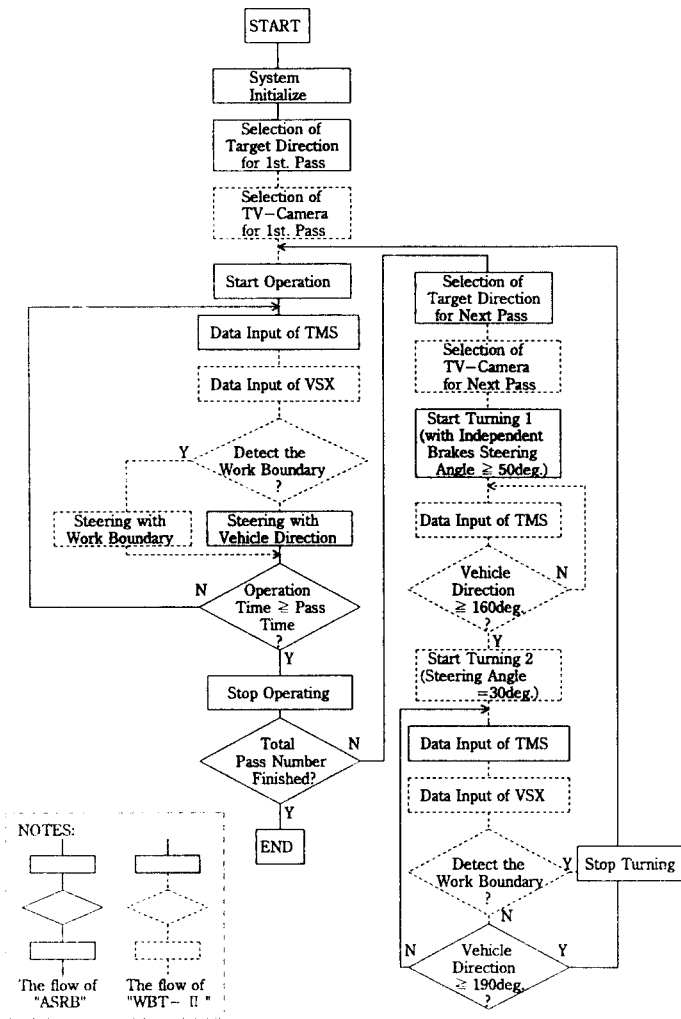 START
System
Initialize
Selection of
Target Direction
for 1st. Pass
Selection of
TV-Camera
for 1st. Pass
Start Operation
Data Input of TMS
Data Input of VSX
Y
Detect the
Work Boundary
?
Steering with
Work Boundary
Steering with
Vehicle Direction
N
Operation
Time ≧ Pass
Time
?
Y
Stop Operating
Total
Pass Number
Finished?
N
Y
END
Selection of
Target Direction
for Next Pass
Selection of
TV-Camera
for Next Pass
Start Turning 1
(with Independent
Brakes Steering
Angle ≧ 50deg.)
Data Input of TMS
Vehicle
Direction
≧ 160deg.
?
N
Y
Start Turning 2
(Steering Angle
=30deg.)
Data Input of TMS
Data Input of VSX
Detect the
Work Boundary
?
Y
Stop Turning
N
N
Vehicle
Direction
≧ 190deg.
?
Y
NOTES:
The flow of
"ASRB"
The flow of
"WBT- II "